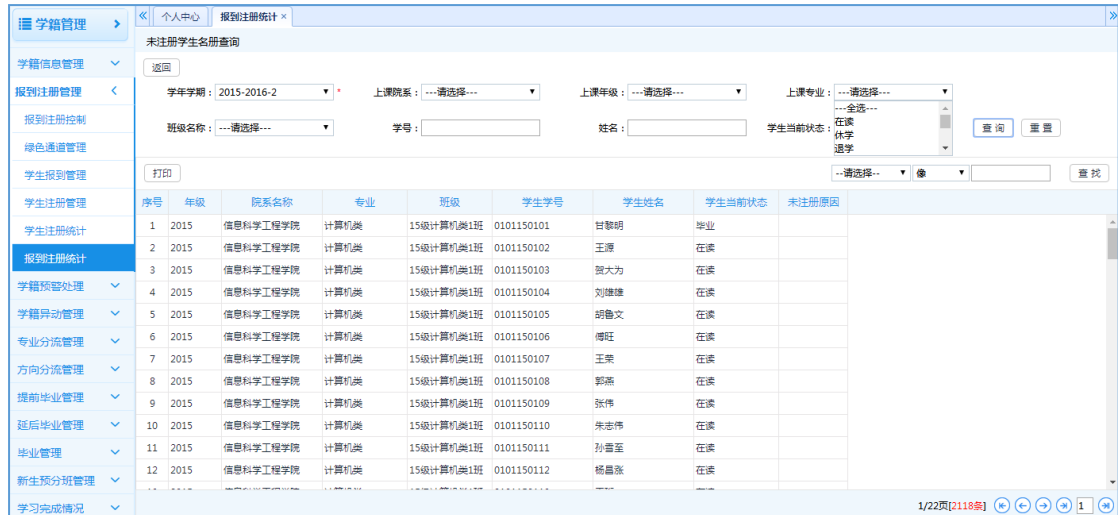 学籍管理
学籍信息管理
报到注册管理
报到注册控制
绿色通道管理
学生报到管理
学生注册管理
学生注册统计
报到注册统计
学籍预警处理
学籍异动管理
专业分流管理
方向分流管理
提前毕业管理
延后毕业管理
毕业管理
新生预分班管理
学习完成情况
个人中心 报到注册统计 ×
未注册学生名册查询
返回
学年学期：2015-2016-2 * 上课院系：---请选择--- 上课年级：---请选择--- 上课专业：---请选择---
班级名称：---请选择--- 学号： 姓名： 学生当前状态：
---全选---
在读
休学
退学
查询 重置
打印 --请选择-- 像 查找
序号 年级 院系名称 专业 班级 学生学号 学生姓名 学生当前状态 未注册原因
1 2015 信息科学工程学院 计算机类 15级计算机类1班 0101150101 甘黎明 毕业
2 2015 信息科学工程学院 计算机类 15级计算机类1班 0101150102 王源 在读
3 2015 信息科学工程学院 计算机类 15级计算机类1班 0101150103 贺大为 在读
4 2015 信息科学工程学院 计算机类 15级计算机类1班 0101150104 刘雄雄 在读
5 2015 信息科学工程学院 计算机类 15级计算机类1班 0101150105 胡鲁文 在读
6 2015 信息科学工程学院 计算机类 15级计算机类1班 0101150106 傅旺 在读
7 2015 信息科学工程学院 计算机类 15级计算机类1班 0101150107 王荣 在读
8 2015 信息科学工程学院 计算机类 15级计算机类1班 0101150108 郭燕 在读
9 2015 信息科学工程学院 计算机类 15级计算机类1班 0101150109 张伟 在读
10 2015 信息科学工程学院 计算机类 15级计算机类1班 0101150110 朱志伟 在读
11 2015 信息科学工程学院 计算机类 15级计算机类1班 0101150111 孙雪至 在读
12 2015 信息科学工程学院 计算机类 15级计算机类1班 0101150112 杨昌涨 在读
1/22页[2118条] 1